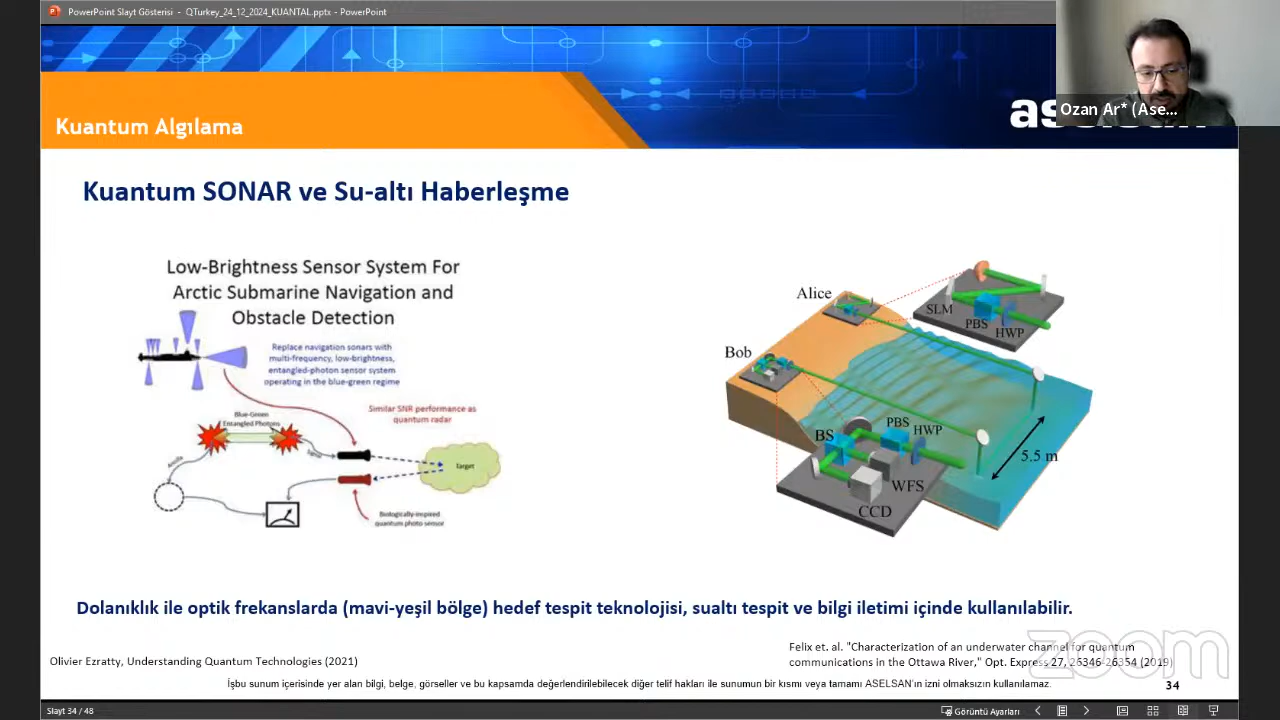 PowerPoint Slayt Gösterisi - QTurkey_24_12_2024_KUANTAL.pptx - PowerPoint
Ozan Ar* (Ase...
Kuantum Algılama
Kuantum SONAR ve Su-altı Haberleşme
Low-Brightness Sensor System For
Arctic Submarine Navigation and
Obstacle Detection
Replace navigation sonars with
multi-frequency, low-brightness,
entangled-photon sensor system
operating in the blue-green regime
Similar SNR performance as
quantum radar
Blue-Green
Entangled Photons
Signal
Ancilla
Target
Biologically-inspired
quantum photo sensor
Alice
SLM
PBS
HWP
Bob
BS
PBS
HWP
WFS
CCD
5.5 m
Dolanıklık ile optik frekanslarda (mavi-yeşil bölge) hedef tespit teknolojisi, sualtı tespit ve bilgi iletimi içinde kullanılabilir.
Olivier Ezratty, Understanding Quantum Technologies (2021)
Felix et. al. "Characterization of an underwater channel for quantum
communications in the Ottawa River," Opt. Express 27, 26346-26354 (2019)
zoom
İşbu sunum içerisinde yer alan bilgi, belge, görseller ve bu kapsamda değerlendirilebilecek diğer telif hakları ile sunumun bir kısmı veya tamamı ASELSAN'ın izni olmaksızın kullanılamaz.
34
Slayt 34 / 48
Görüntü Ayarları